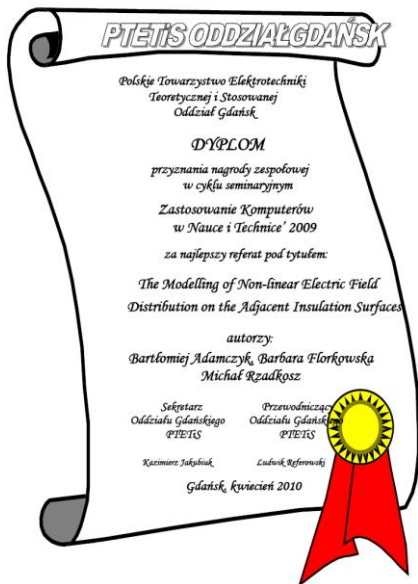 PTETiS ODDZIAŁ GDAŃSK
Polskie Towarzystwo Elektrotechniki
Teoretycznej i Stosowanej
Oddział Gdańsk
DYPLOM
przyznania nagrody zespołowej
w cyklu seminaryjnym
Zastosowanie Komputerów
w Nauce i Technice' 2009
za najlepszy referat pod tytułem:
The Modelling of Non-linear Electric Field
Distribution on the Adjacent Insulation Surfaces
autorzy:
Bartłomiej Adamczyk, Barbara Florkowska
Michał Rzadkosz
Sekretarz Przewodniczący
Oddziału Gdańskiego Oddziału Gdańskiego
PTETiS PTETiS
Kazimierz Jakubiuk Ludwik Referowski
Gdańsk, kwiecień 2010